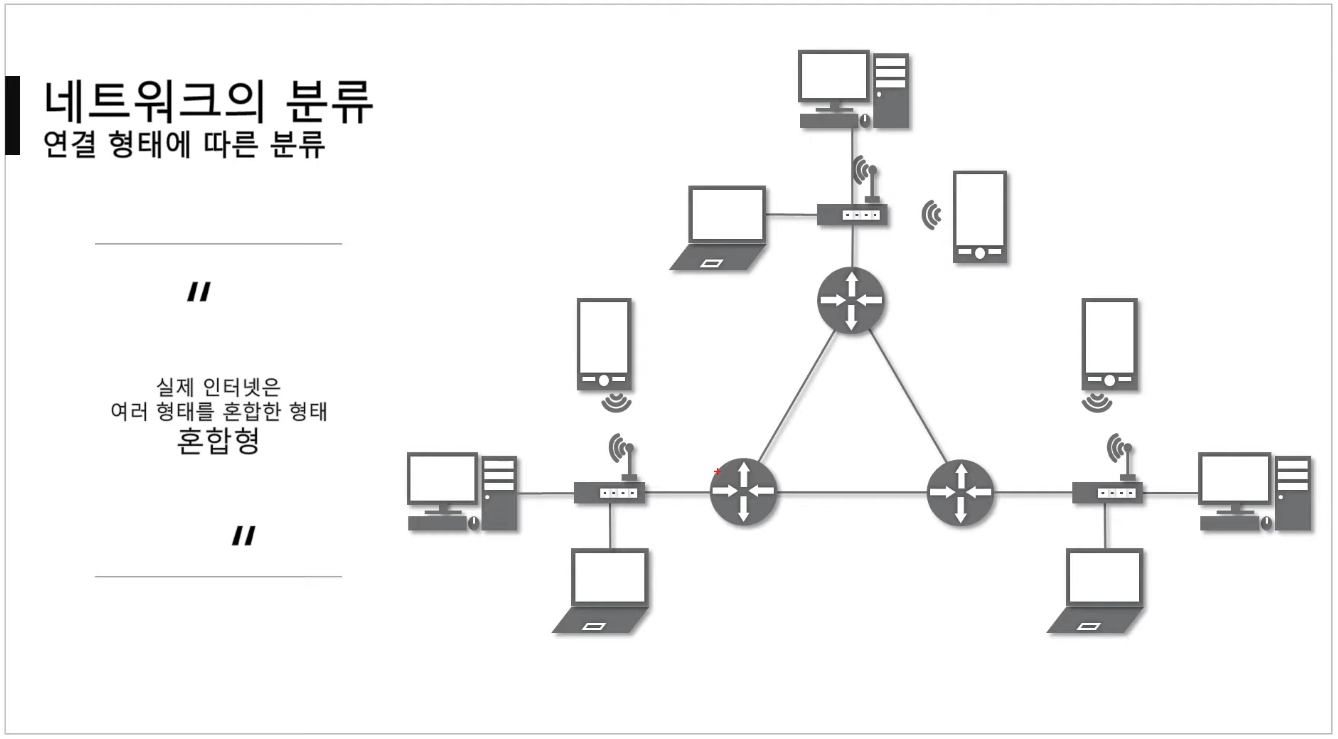 네트워크의 분류
연결 형태에 따른 분류
"
실제 인터넷은
여러 형태를 혼합한 형태
혼합형
"